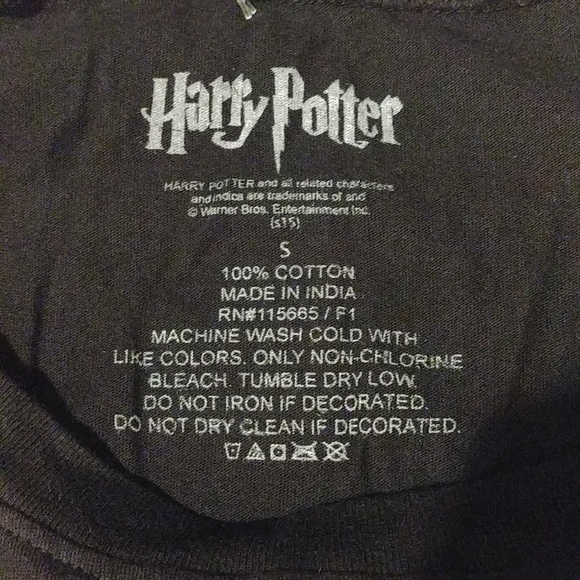 Harry Potter
HARRY POTTER and all related characters
and indica are trademarks of and
© Warner Bros. Entertainment Inc.
(s15)
S
100% COTTON
MADE IN INDIA
RN#115665 / F1
MACHINE WASH COLD WITH
LIKE COLORS. ONLY NON-CHLORINE
BLEACH. TUMBLE DRY LOW.
DO NOT IRON IF DECORATED.
DO NOT DRY CLEAN IF DECORATED.